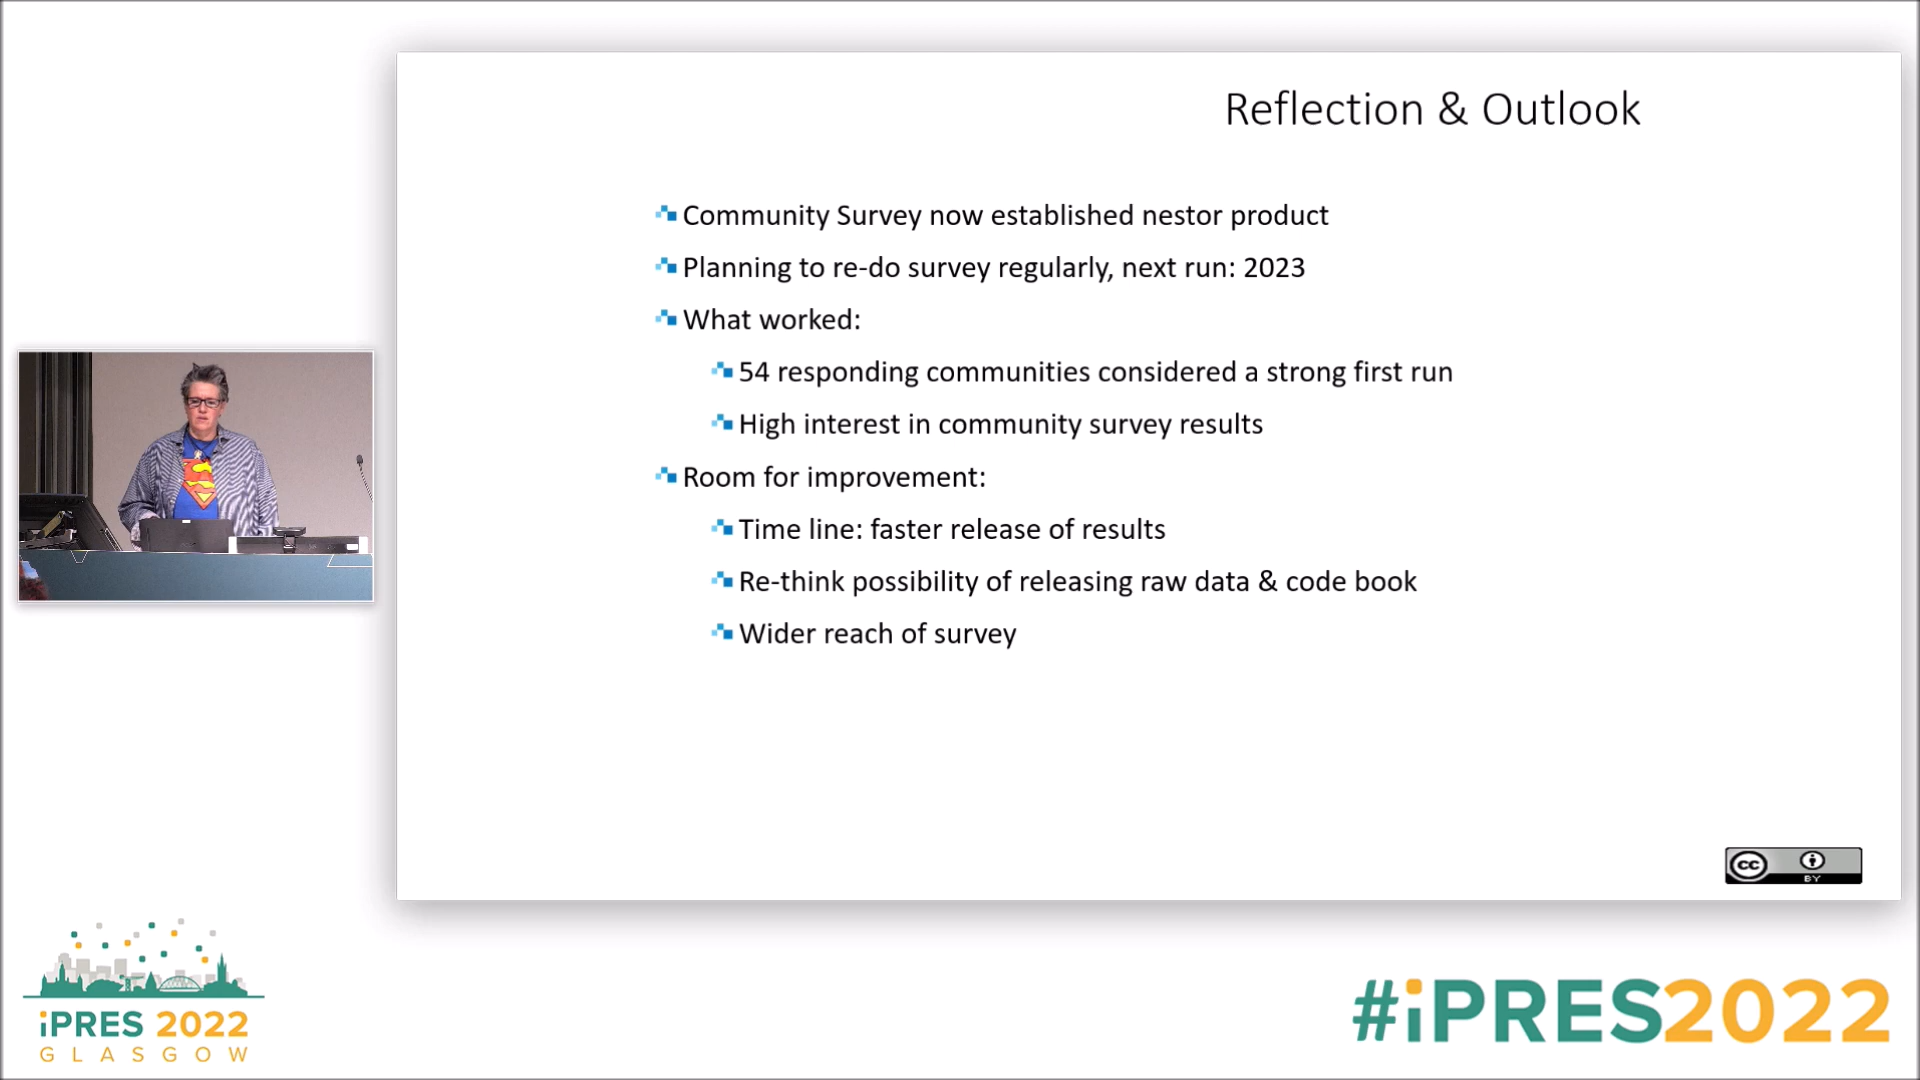 Reflection & Outlook
Community Survey now established nestor product
Planning to re-do survey regularly, next run: 2023
What worked:
54 responding communities considered a strong first run
High interest in community survey results
Room for improvement:
Time line: faster release of results
Re-think possibility of releasing raw data & code book
Wider reach of survey
cc
BY
iPRES 2022
GLASGOW
#iPRES2022